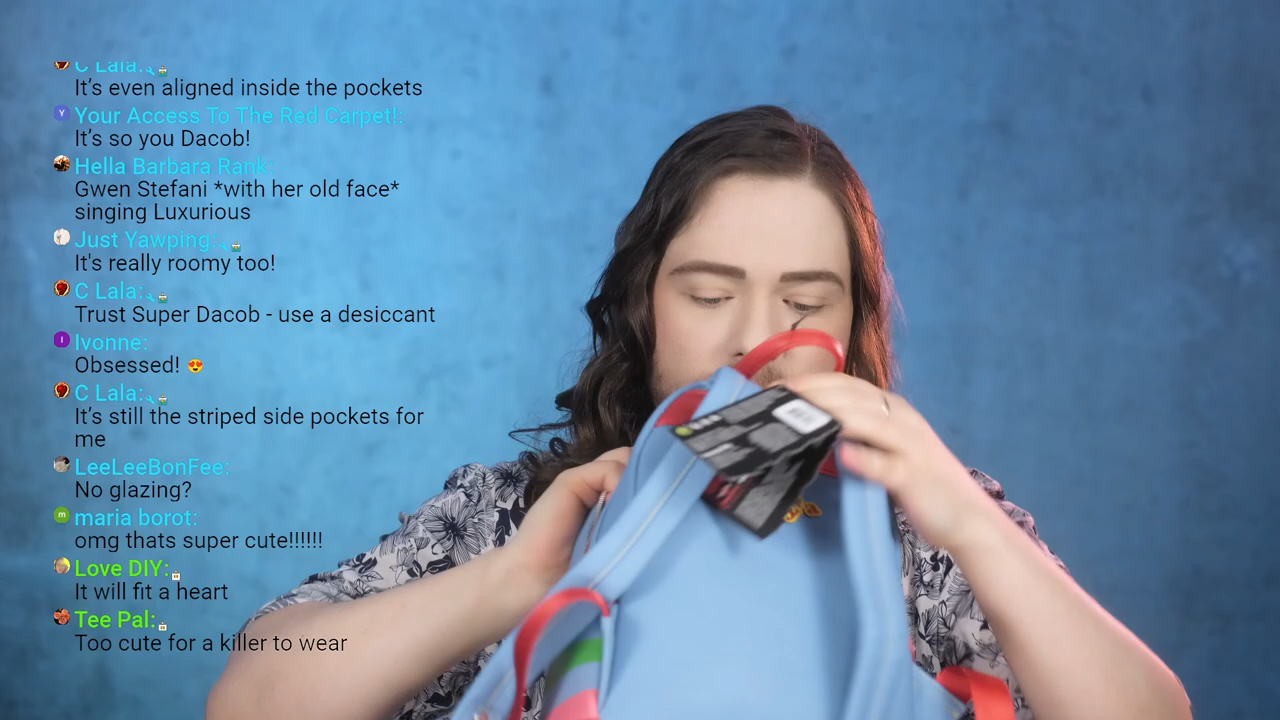 C Lala:
It’s even aligned inside the pockets
Your Access To The Red Carpet!:
It’s so you Dacob!
Hella Barbara Rank:
Gwen Stefani *with her old face*
singing Luxurious
Just Yawping:
It's really roomy too!
C Lala:
Trust Super Dacob - use a desiccant
Ivonne:
Obsessed! 😍
C Lala:
It’s still the striped side pockets for
me
LeeLeeBonFee:
No glazing?
maria borot:
omg thats super cute!!!!!!
Love DIY:
It will fit a heart
Tee Pal:
Too cute for a killer to wear